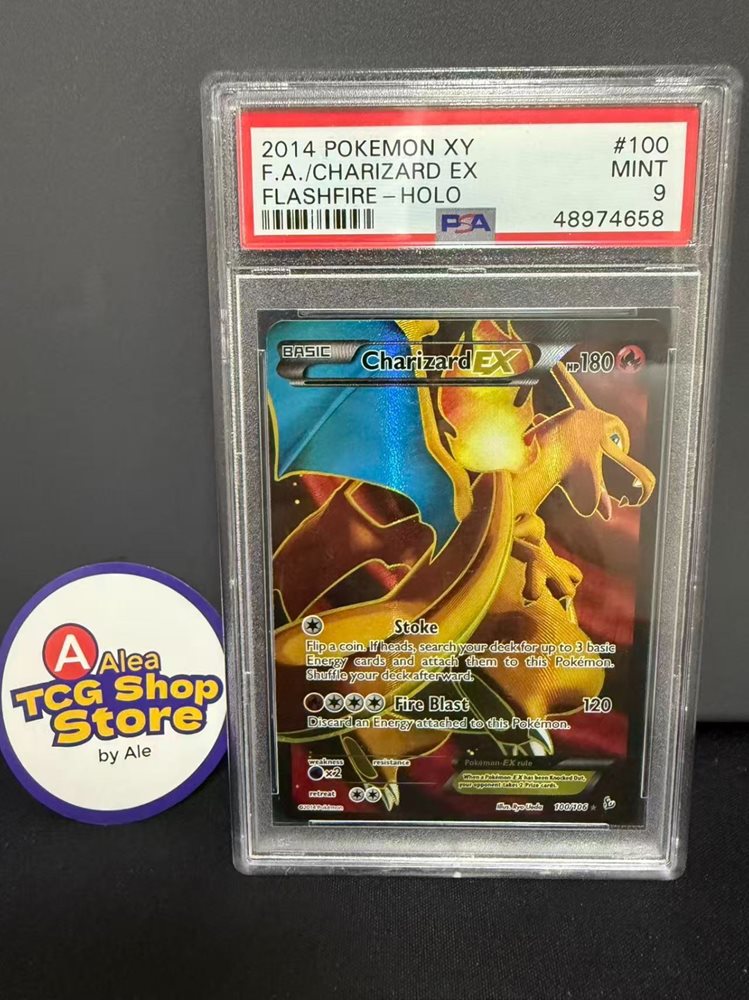 2014 POKEMON XY #100
F.A./CHARIZARD EX MINT
FLASHFIRE - HOLO 9
PSA 48974658
BASIC Charizard EX HP180
Stoke
Flip a coin. If heads, search your deck for up to 3 basic
Energy cards and attach them to this Pokémon.
Shuffle your deck afterward.
Fire Blast 120
Discard an Energy attached to this Pokémon.
weakness resistance
x2
retreat
Pokémon-EX rule
When a Pokémon-EX has been Knocked Out,
your opponent takes 2 Prize cards.
©2014 Pokémon Illus. Ryo Ueda 100/106
A Alea
TCG Shop
Store
by Ale